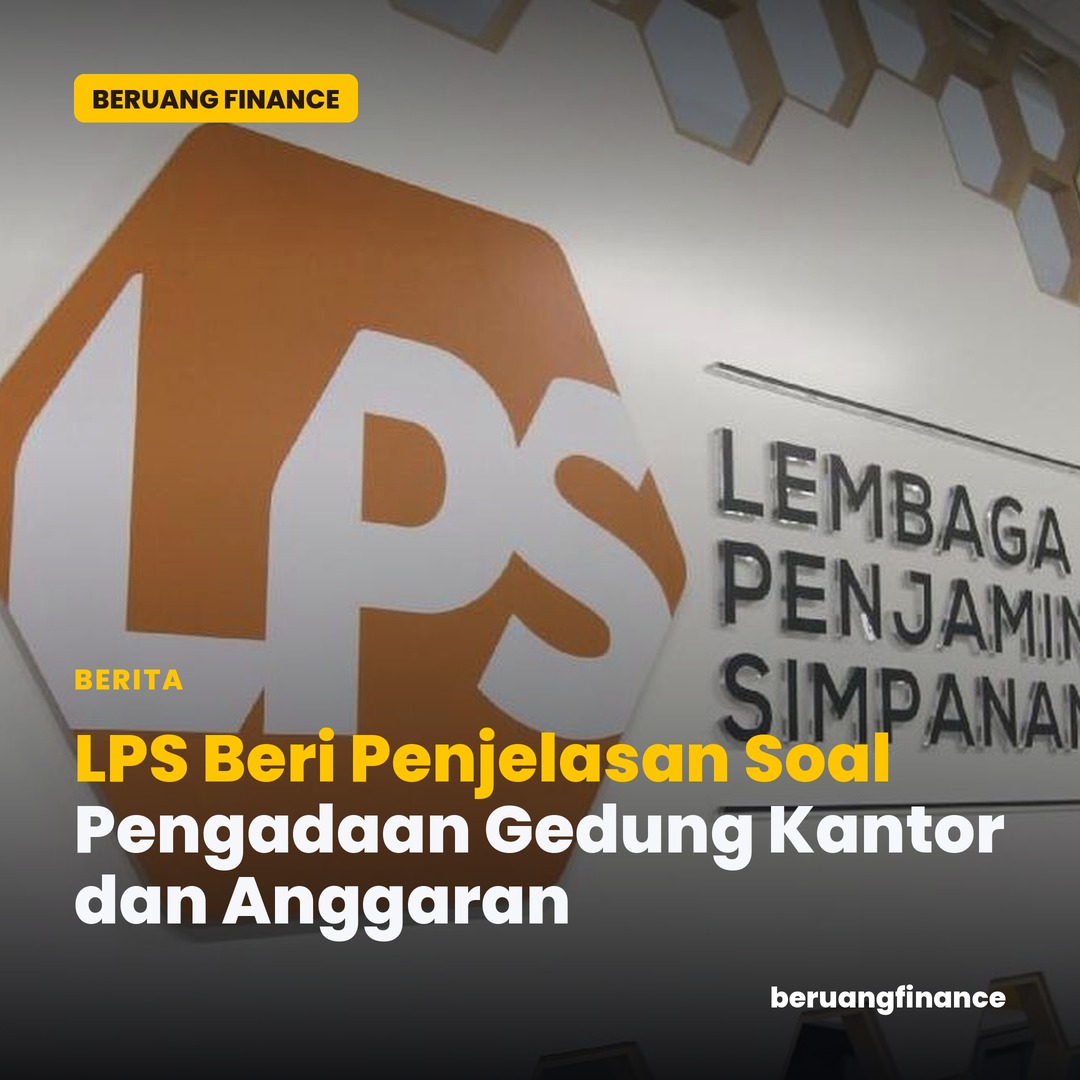 BERUANG FINANCE
LPS
LEMBAGA
PENJAMIN
SIMPANAN
BERITA
LPS Beri Penjelasan Soal
Pengadaan Gedung Kantor
dan Anggaran
beruangfinance